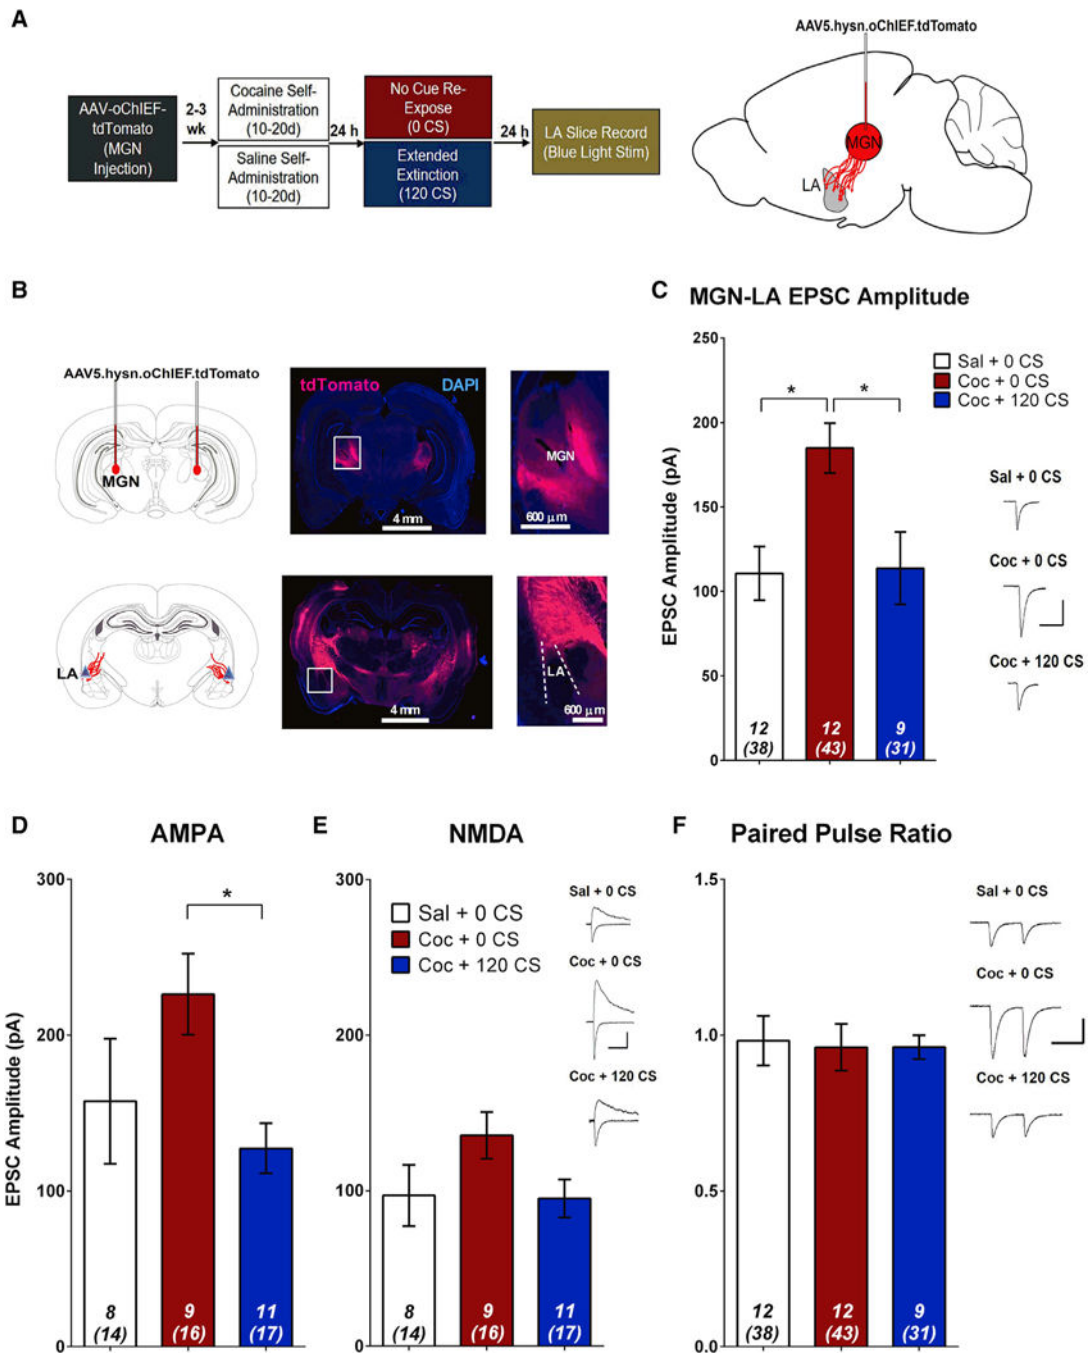 A
AAV-oChIEF-
tdTomato
(MGN
Injection)
2-3
wk
Cocaine Self-
Administration
(10-20d)
Saline Self-
Administration
(10-20d)
24 h
No Cue Re-
Expose
(0 CS)
Extended
Extinction
(120 CS)
24 h
LA Slice Record
(Blue Light Stim)
AAV5.hysn.oChIEF.tdTomato
MGN
LA
B
AAV5.hysn.oChIEF.tdTomato
MGN
tdTomato
DAPI
4 mm
MGN
600 µm
LA
4 mm
LA
600 µm
C
MGN-LA EPSC Amplitude
EPSC Amplitude (pA)
250
200
150
100
50
0
*
*
Sal + 0 CS
Coc + 0 CS
Coc + 120 CS
12
(38)
12
(43)
9
(31)
Sal + 0 CS
Coc + 0 CS
Coc + 120 CS
D
AMPA
EPSC Amplitude (pA)
300
200
100
0
*
8
(14)
9
(16)
11
(17)
E
NMDA
300
200
100
0
Sal + 0 CS
Coc + 0 CS
Coc + 120 CS
8
(14)
9
(16)
11
(17)
Sal + 0 CS
Coc + 0 CS
Coc + 120 CS
F
Paired Pulse Ratio
1.5
1.0
0.5
0.0
12
(38)
12
(43)
9
(31)
Sal + 0 CS
Coc + 0 CS
Coc + 120 CS